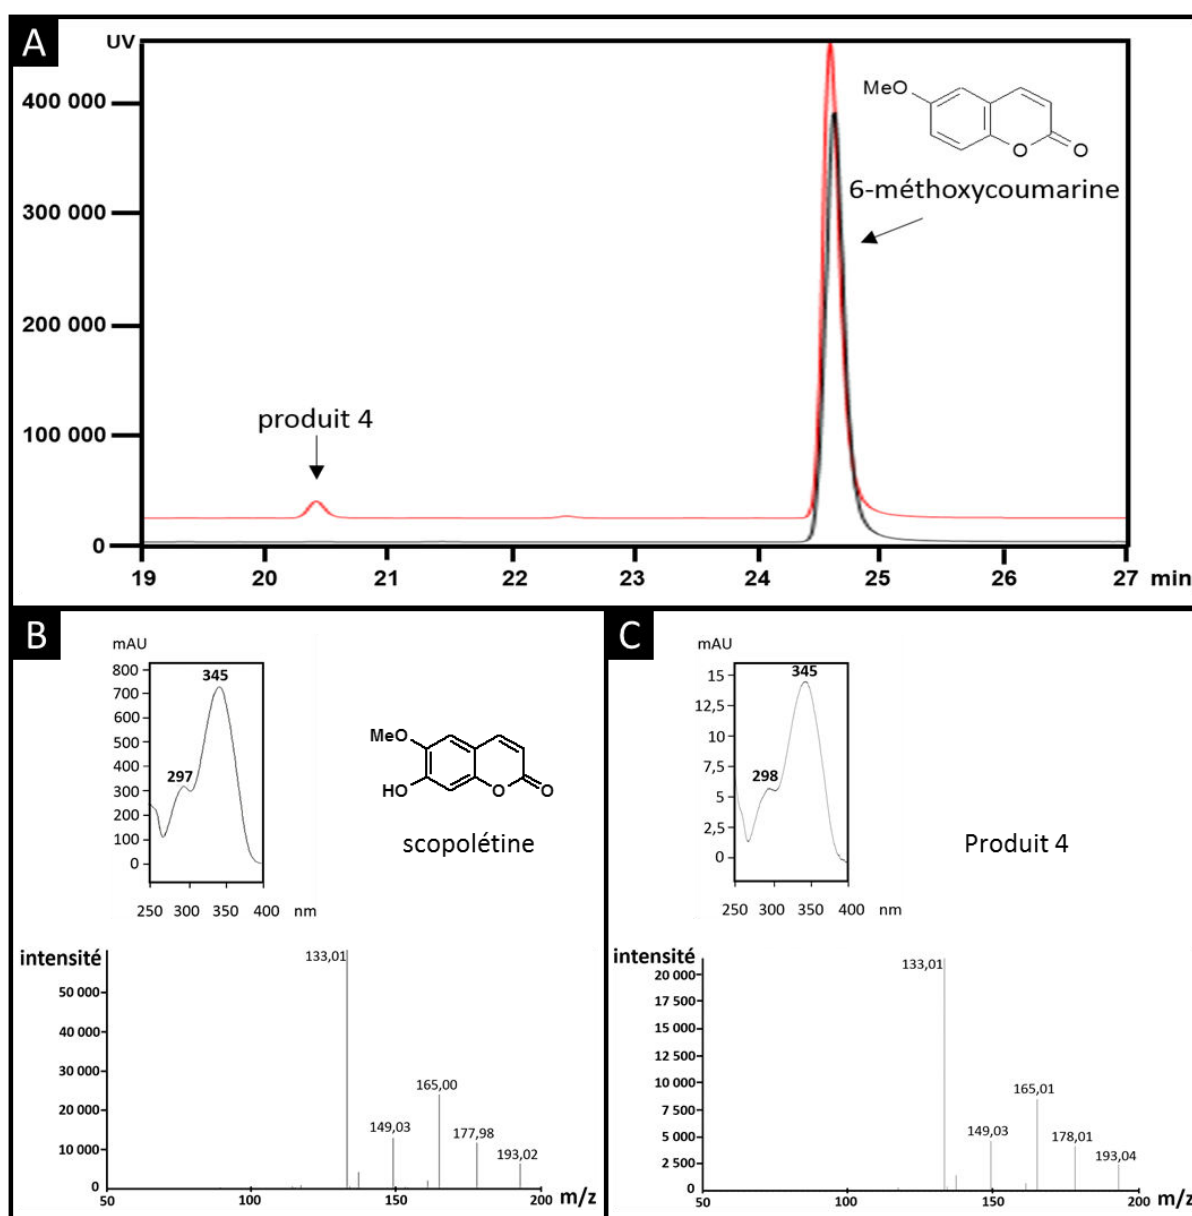 A
UV
400 000
300 000
200 000
100 000
0
MeO
O
O
6-méthoxycoumarine
produit 4
19 20 21 22 23 24 25 26 27 min
B
mAU
800
700
600
500
400
300
200
100
0
345
297
250 300 350 400 nm
MeO
HO
O
O
scopolétine
intensité
50 000
40 000
30 000
20 000
10 000
0
133,01
149,03
165,00
177,98
193,02
50 100 150 200 m/z
C
mAU
15
12,5
10
7,5
5
2,5
0
345
298
250 300 350 400 nm
Produit 4
intensité
20 000
17 500
15 000
12 500
10 000
7 500
5 000
2 500
0
133,01
149,03
165,01
178,01
193,04
50 100 150 200 m/z